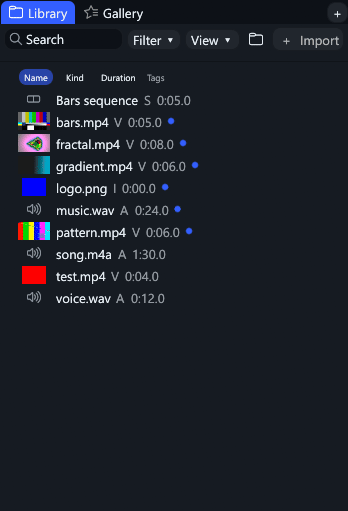 Library Gallery +
Search Filter ▼ View ▼ + Import
Name Kind Duration Tags
Bars sequence S 0:05.0
bars.mp4 V 0:05.0
fractal.mp4 V 0:08.0
gradient.mp4 V 0:06.0
logo.png I 0:00.0
music.wav A 0:24.0
pattern.mp4 V 0:06.0
song.m4a A 1:30.0
test.mp4 V 0:04.0
voice.wav A 0:12.0